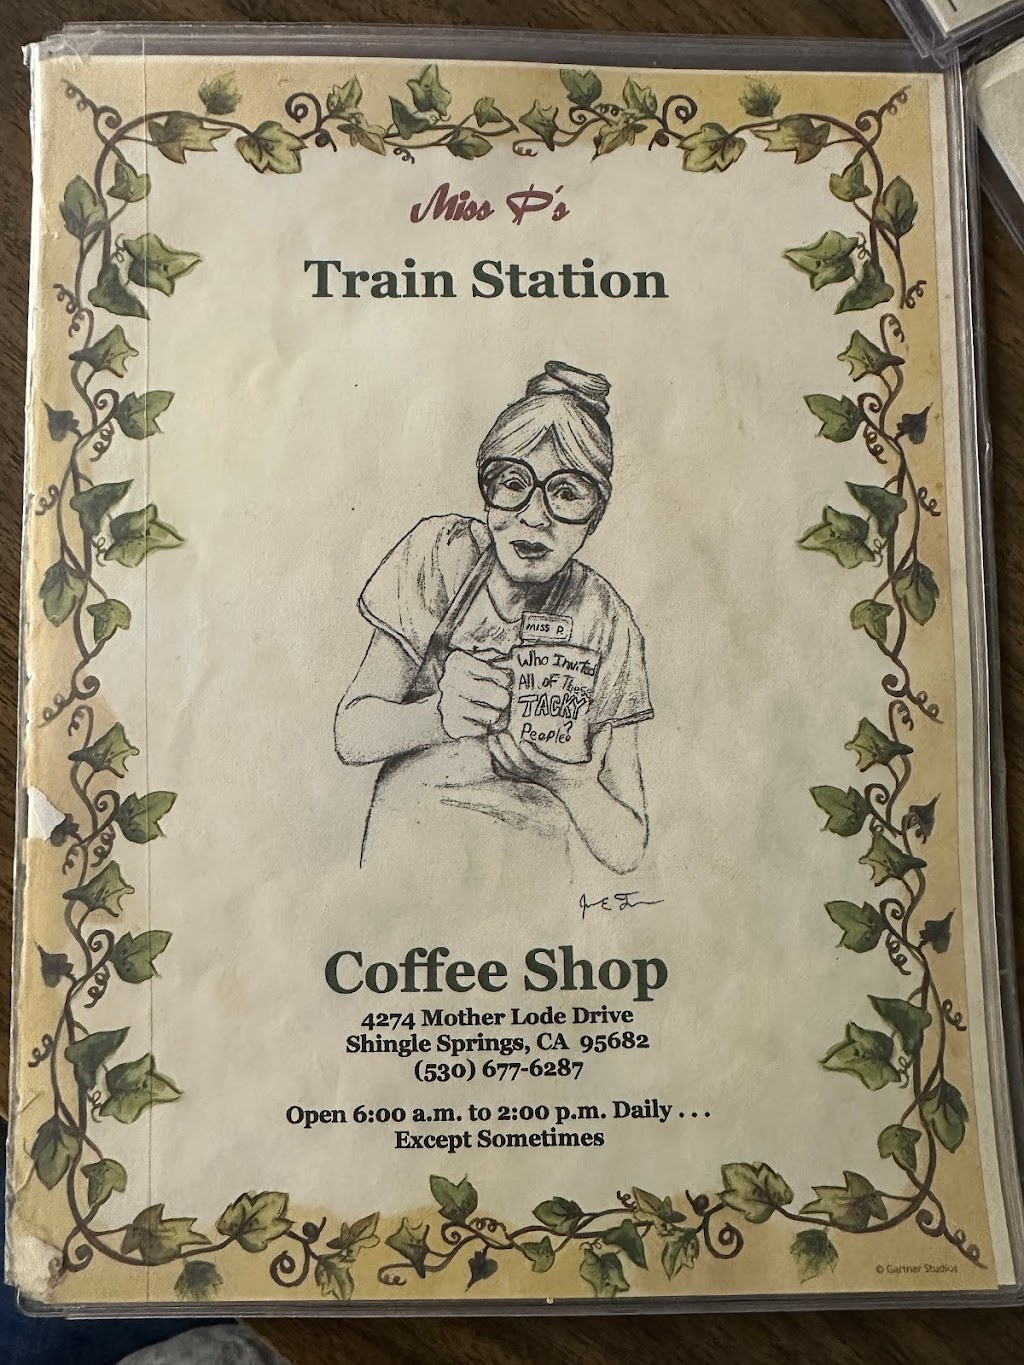 Miss P's
Train Station
MISS P.
Who Invited
All of These
TACKY
People?
Coffee Shop
4274 Mother Lode Drive
Shingle Springs, CA 95682
(530) 677-6287
Open 6:00 a.m. to 2:00 p.m. Daily . . .
Except Sometimes
© Gartner Studios